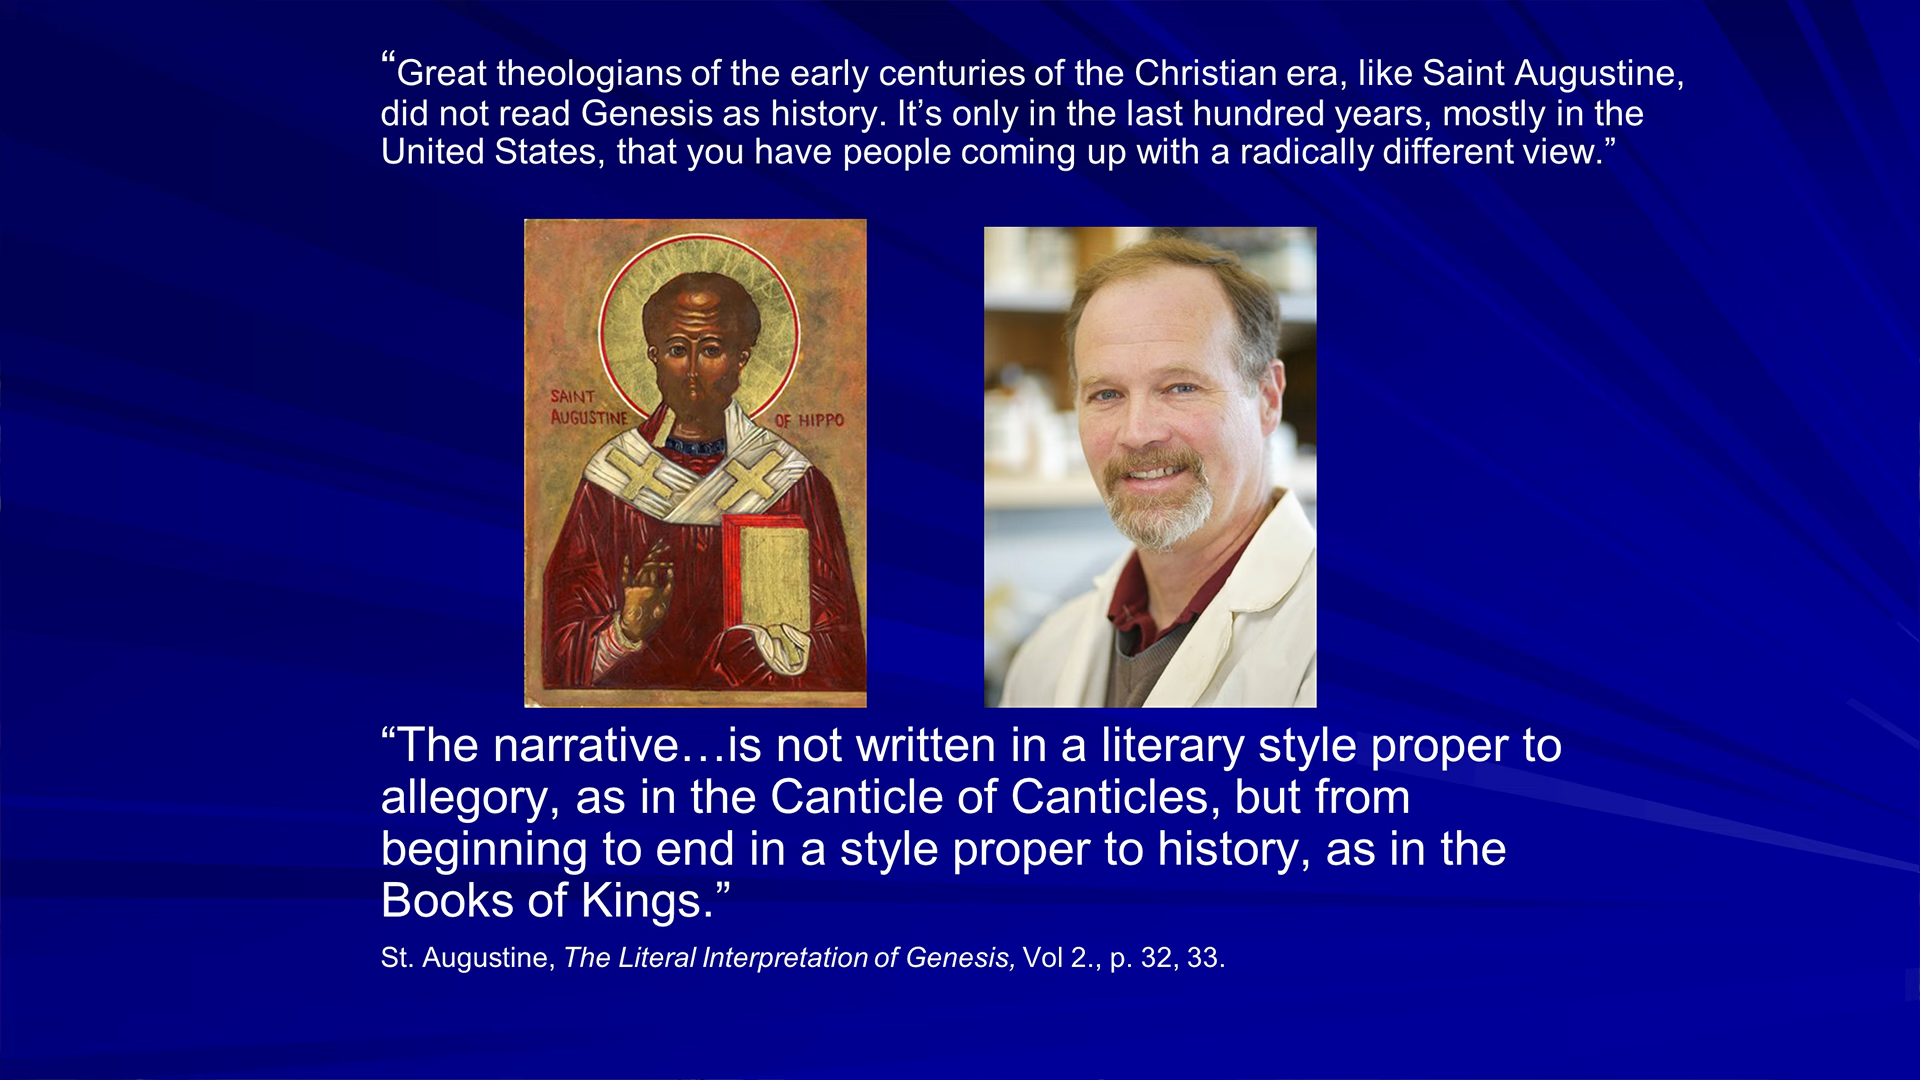 “Great theologians of the early centuries of the Christian era, like Saint Augustine,
did not read Genesis as history. It’s only in the last hundred years, mostly in the
United States, that you have people coming up with a radically different view.”
SAINT
AUGUSTINE
OF HIPPO
“The narrative…is not written in a literary style proper to
allegory, as in the Canticle of Canticles, but from
beginning to end in a style proper to history, as in the
Books of Kings.”
St. Augustine, The Literal Interpretation of Genesis, Vol 2., p. 32, 33.